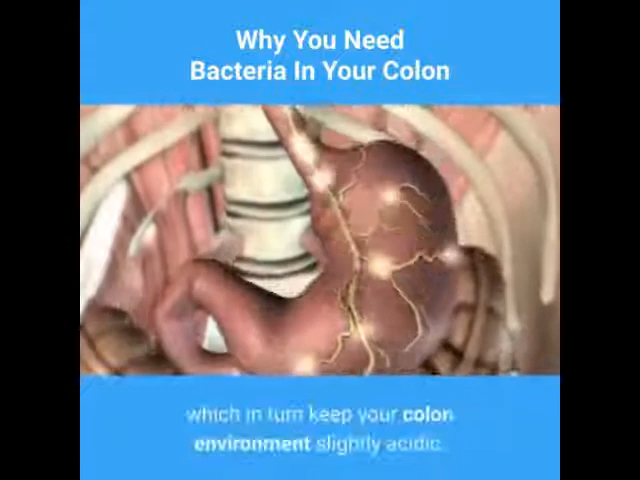 Why You Need
Bacteria In Your Colon
which in turn keep your colon
environment slightly acidic.